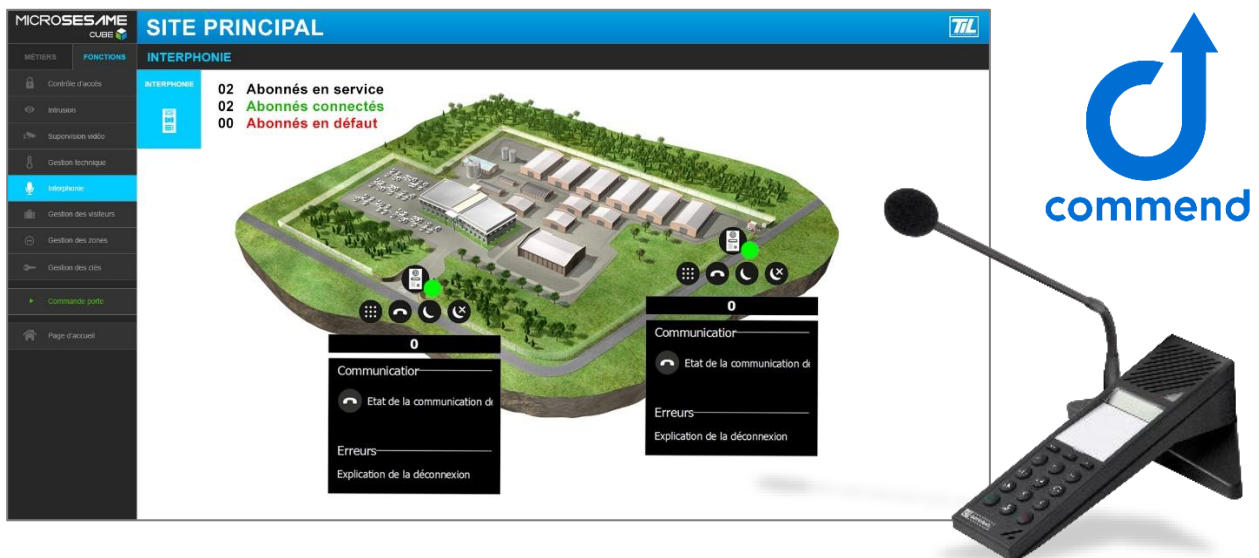 MICROSESAME
CUBE
SITE PRINCIPAL
TiL
MÉTIERS
FONCTIONS
INTERPHONIE
Contrôle d'accès
Intrusion
Supervision vidéo
Gestion technique
Interphonie
Gestion des visiteurs
Gestion des zones
Gestion des clés
Commande porte
Page d'accueil
INTERPHONIE
02 Abonnés en service
02 Abonnés connectés
00 Abonnés en défaut
0
Communicatior
Etat de la communication de
Erreurs
Explication de la déconnexion
0
Communicatior
Etat de la communication de
Erreurs
Explication de la déconnexion
commend